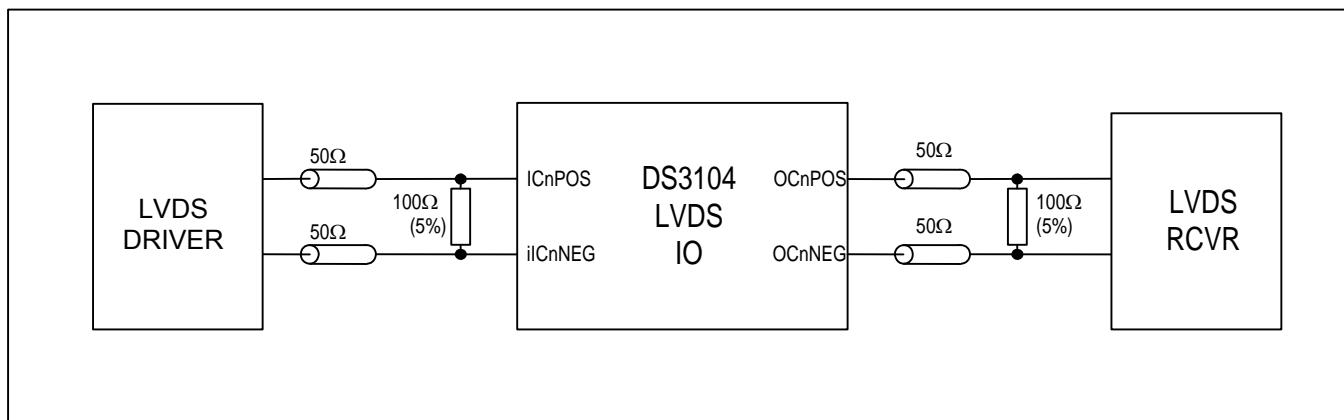 LVDS
DRIVER
50Ω
50Ω
100Ω
(5%)
ICnPOS
iICnNEG
DS3104
LVDS
IO
OCnPOS
OCnNEG
50Ω
50Ω
100Ω
(5%)
LVDS
RCVR